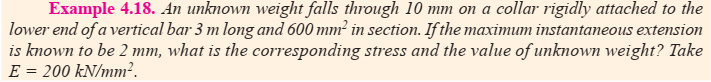 Example 4.18. An unknown weight falls through 10 mm on a collar rigidly attached to the
lower end of a vertical bar 3 m long and 600 mm² in section. If the maximum instantaneous extension
is known to be 2 mm, what is the corresponding stress and the value of unknown weight? Take
E = 200 kN/mm².